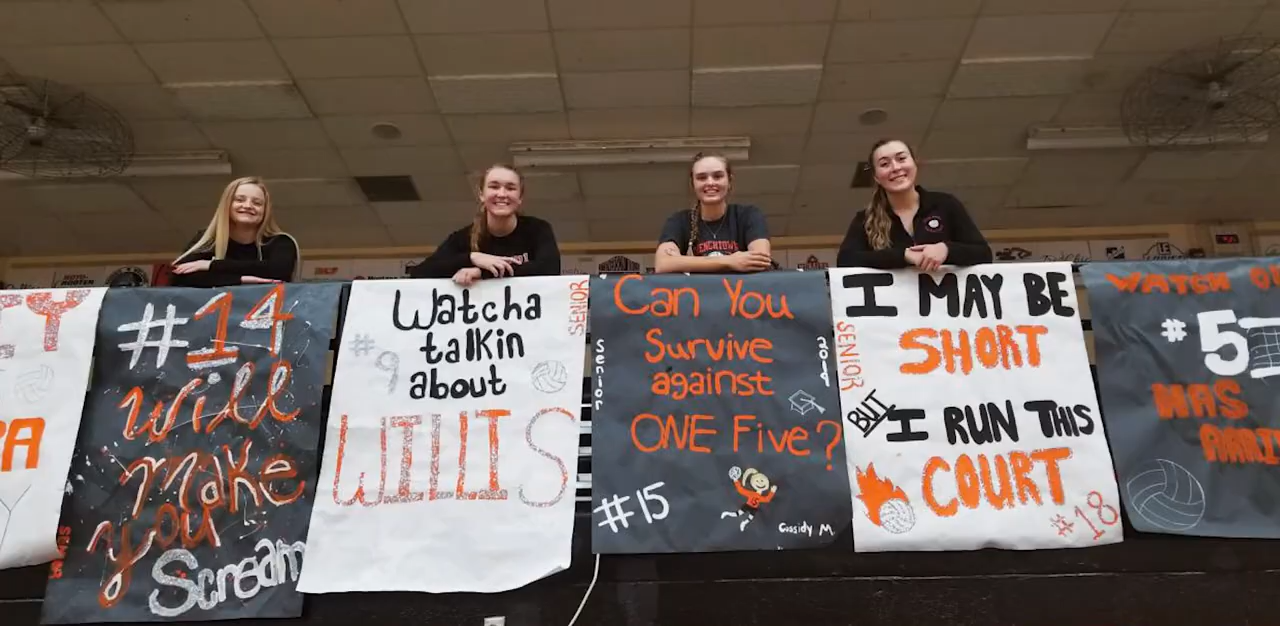 #14
Will
Make
you
Scream
SENIOR
Watcha
talkin
about
WILLIS
#9
Senior
2019
Can You
Survive
against
ONE Five?
#15
Cassidy M.
SENIOR
I MAY BE
SHORT
BUT
I RUN THIS
COURT
#18
WATCH
#5
HAS